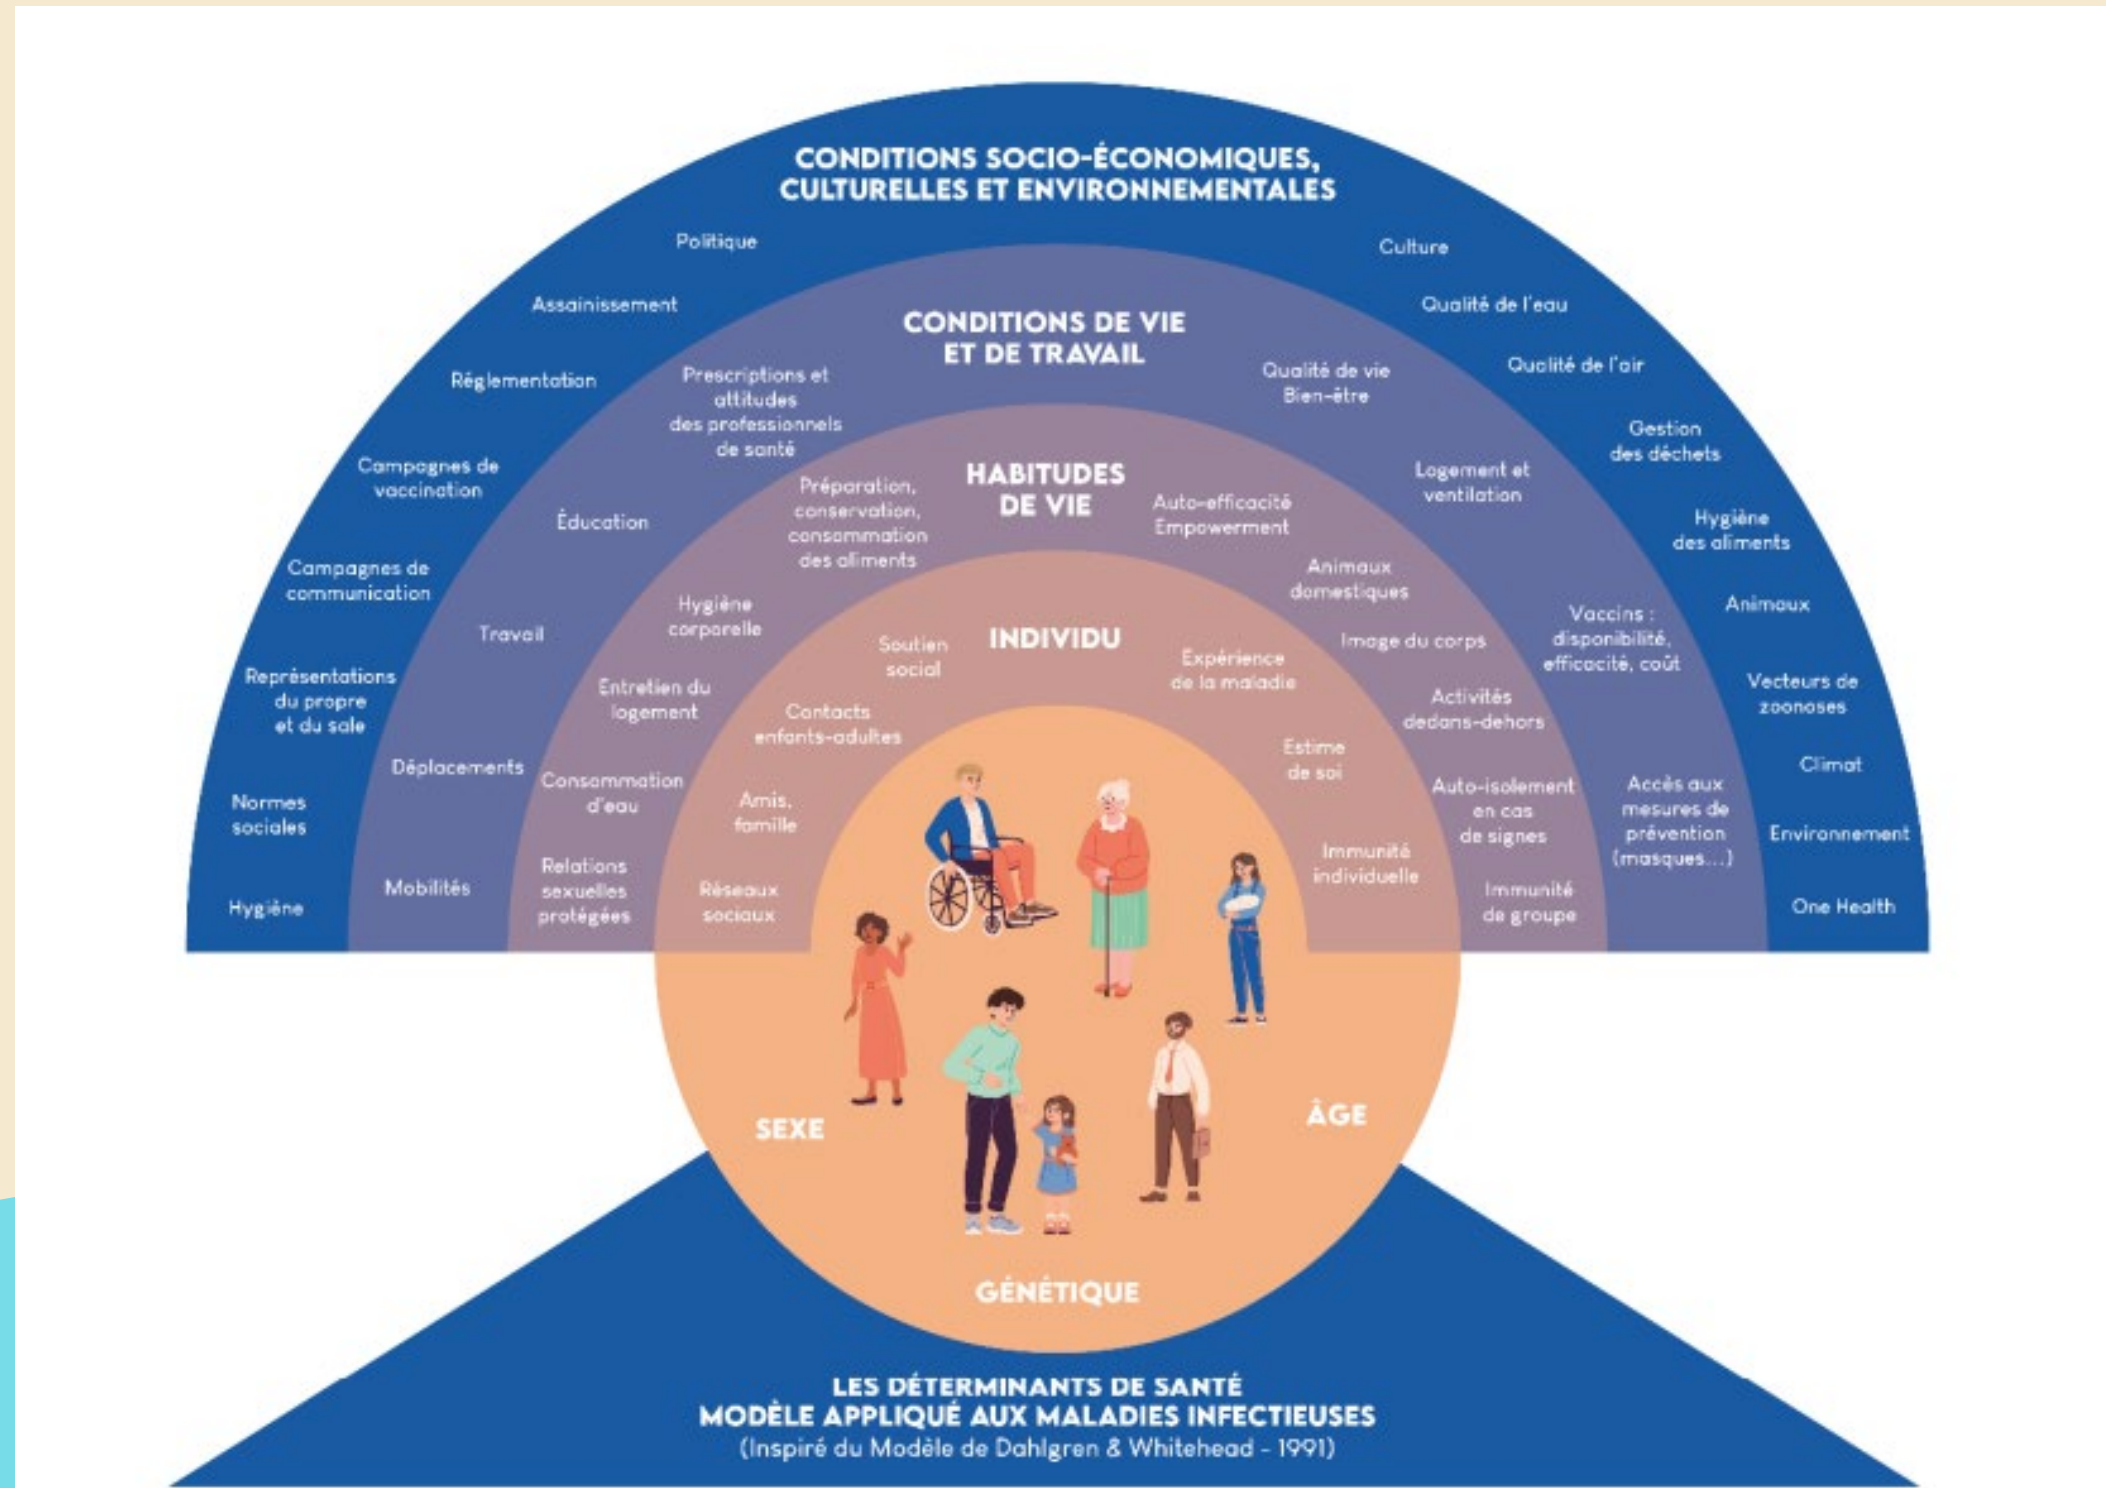 CONDITIONS SOCIO-ÉCONOMIQUES,
CULTURELLES ET ENVIRONNEMENTALES
Politique
Assainissement
Réglementation
Campagnes de
vaccination
Campagnes de
communication
Représentations
du propre
et du sale
Normes
sociales
Hygiène
Culture
Qualité de l'eau
Qualité de l'air
Gestion
des déchets
Hygiène
des aliments
Animaux
Vecteurs de
zoonoses
Climat
Environnement
One Health
CONDITIONS DE VIE
ET DE TRAVAIL
Prescriptions et
attitudes
des professionnels
de santé
Éducation
Travail
Déplacements
Mobilités
Qualité de vie
Bien-être
Logement et
ventilation
Vaccins :
disponibilité,
efficacité, coût
Accès aux
mesures de
prévention
(masques...)
HABITUDES
DE VIE
Préparation,
conservation,
consommation
des aliments
Hygiène
corporelle
Entretien du
logement
Consommation
d'eau
Relations
sexuelles
protégées
Auto-efficacité
Empowerment
Animaux
domestiques
Image du corps
Activités
dedans-dehors
Auto-isolement
en cas
de signes
Immunité
de groupe
INDIVIDU
Soutien
social
Contacts
enfants-adultes
Amis,
famille
Réseaux
sociaux
Expérience
de la maladie
Estime
de soi
Immunité
individuelle
SEXE
ÂGE
GÉNÉTIQUE
LES DÉTERMINANTS DE SANTÉ
MODÈLE APPLIQUÉ AUX MALADIES INFECTIEUSES
(Inspiré du Modèle de Dahlgren & Whitehead - 1991)